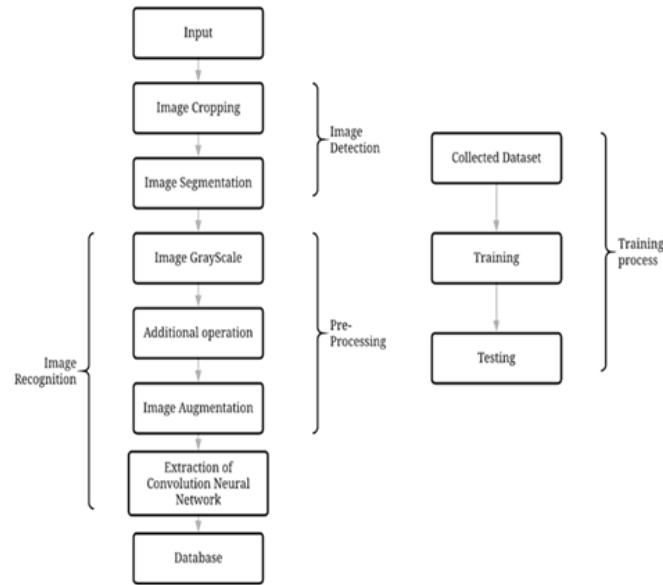 Input
Image Cropping
Image
Detection
Image Segmentation
Image GrayScale
Additional operation
Pre-
Processing
Image
Recognition
Image Augmentation
Extraction of
Convolution Neural
Network
Database
Collected Dataset
Training
Training
process
Testing